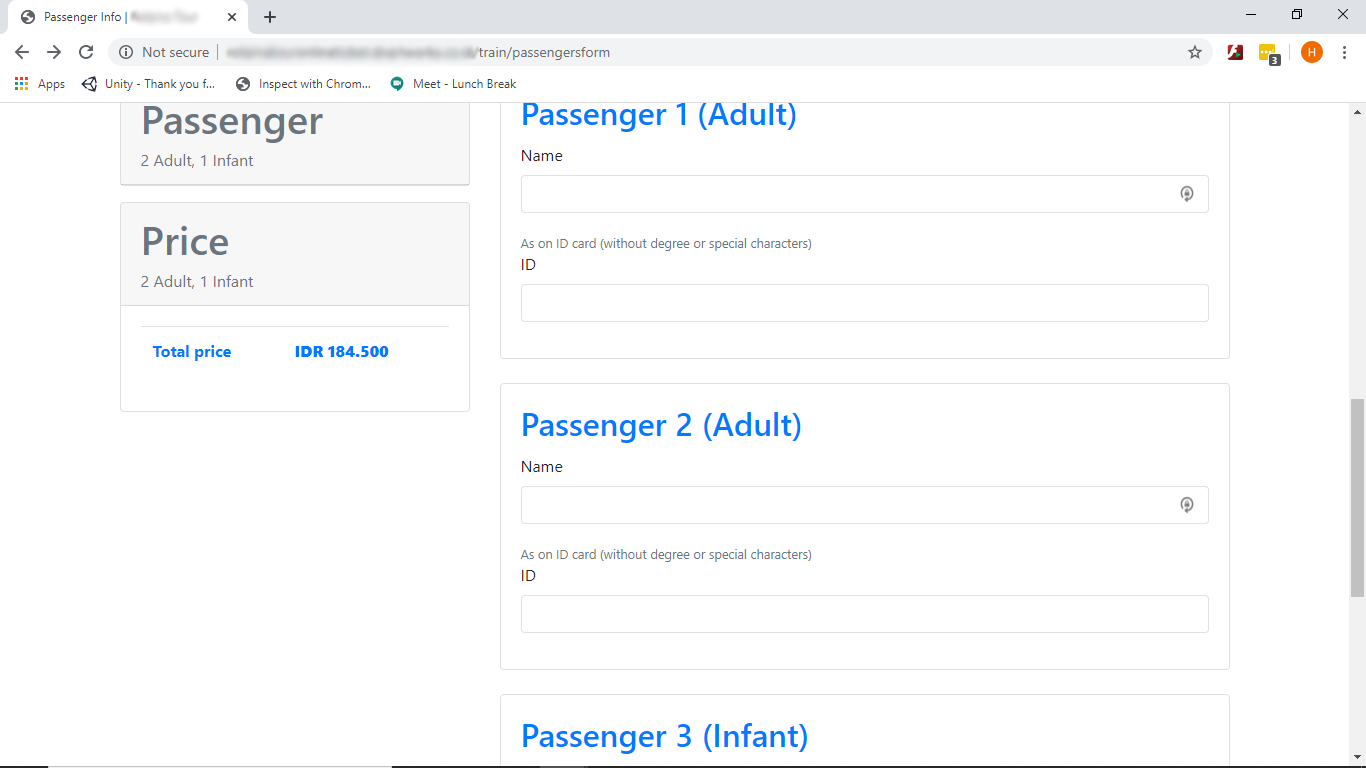 Passenger Info |
Not secure
/train/passengersform
3
H
Apps
Unity - Thank you f...
Inspect with Chrom...
Meet - Lunch Break
Passenger
2 Adult, 1 Infant
Price
2 Adult, 1 Infant
Total price IDR 184.500
Passenger 1 (Adult)
Name
As on ID card (without degree or special characters)
ID
Passenger 2 (Adult)
Name
As on ID card (without degree or special characters)
ID
Passenger 3 (Infant)